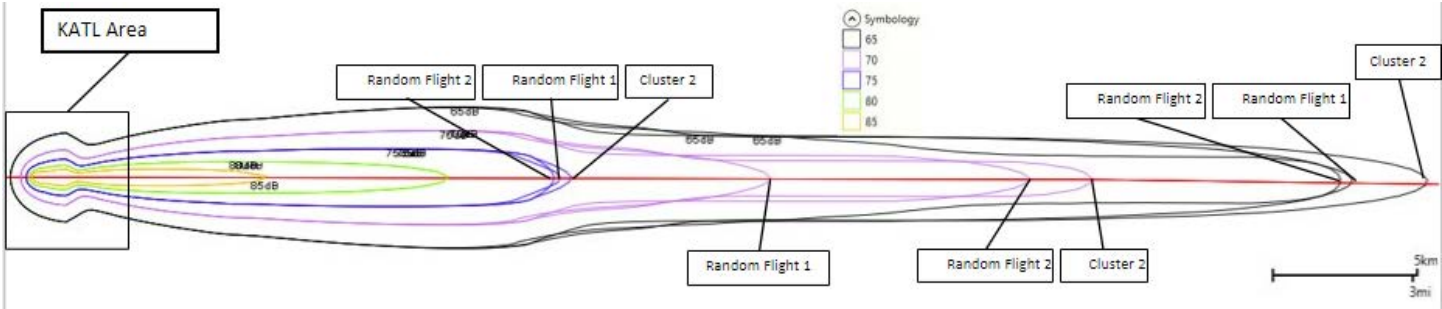 KATL Area
Symbology
65
70
75
80
85
Cluster 2
Random Flight 2
Random Flight 1
Cluster 2
Random Flight 2
Random Flight 1
65dB
65dB
65dB
85dB
Random Flight 1
Random Flight 2
Cluster 2
5km
3mi